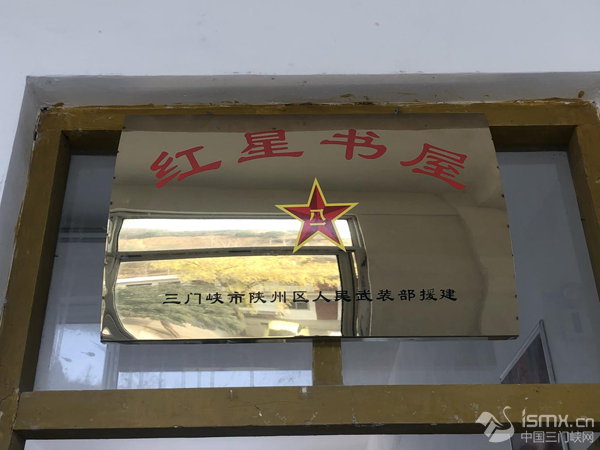 红星书屋
八一
三门峡市陕州区人民武装部援建
ismx.cn
中国三门峡网